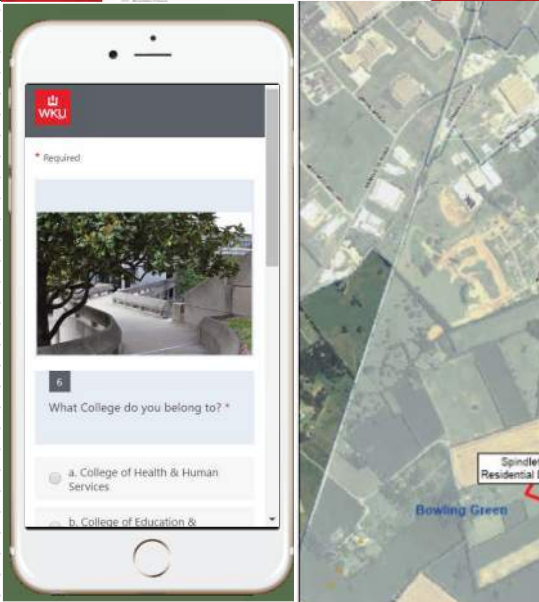 WKU
* Required
6
What College do you belong to? *
a. College of Health & Human
Services
b. College of Education &
Residential
Bowling Green